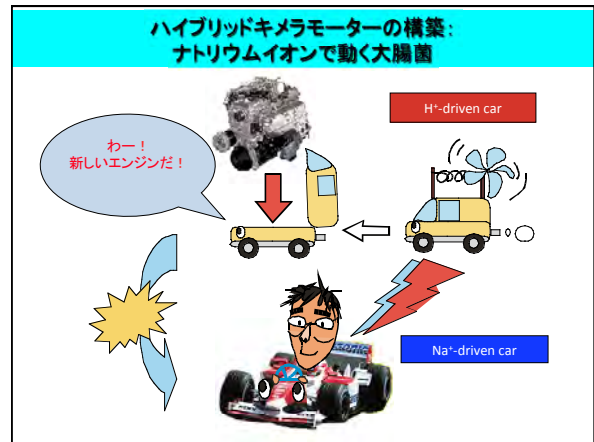 ハイブリッドキメラモーターの構築:
ナトリウムイオンで動く大腸菌
H⁺-driven car
わー!
新しいエンジンだ!
Na⁺-driven car